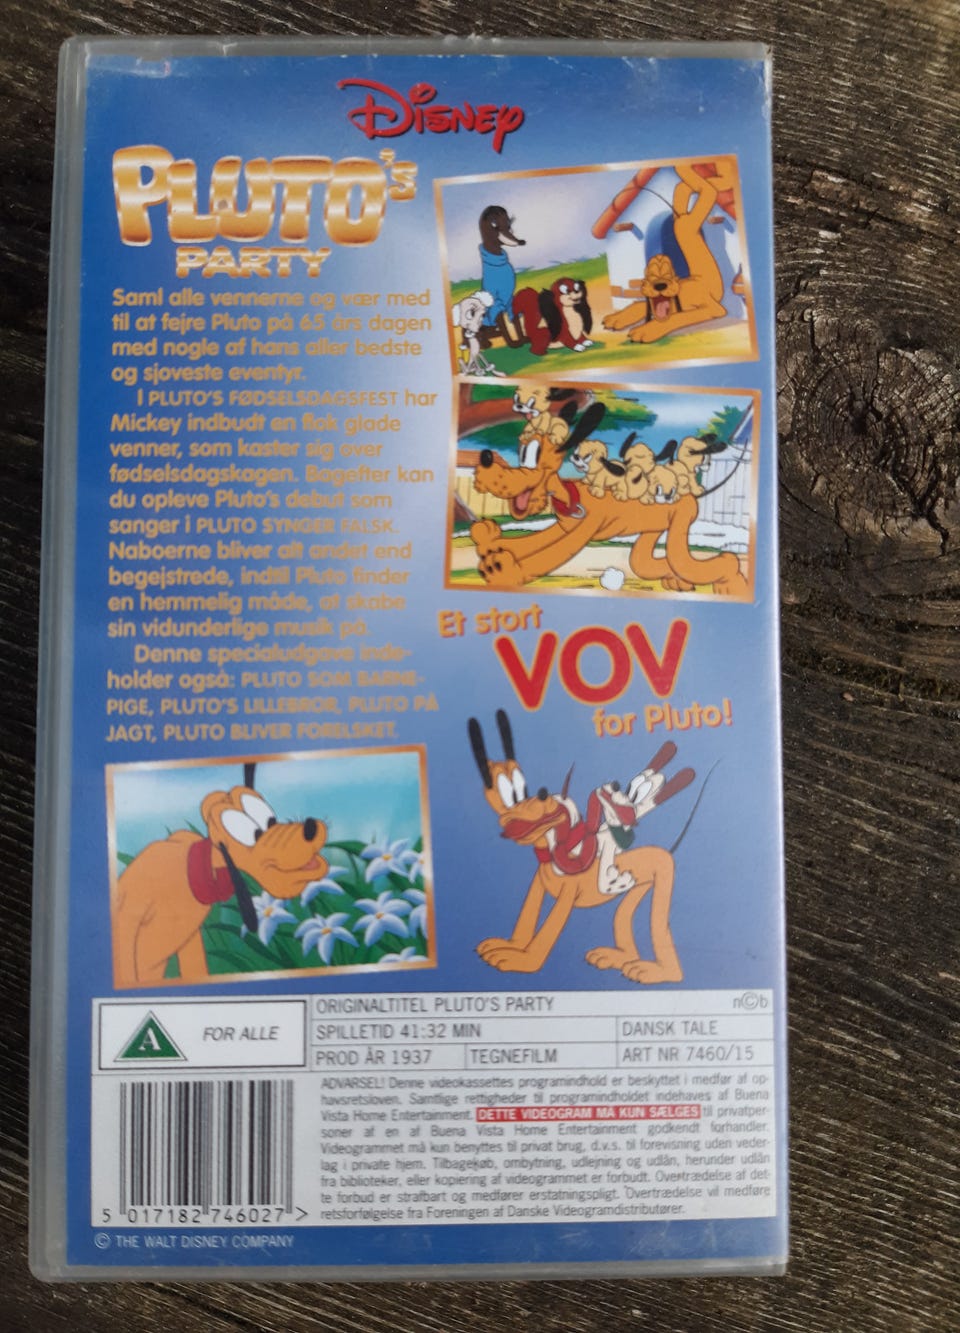 Disney
PLUTO's
PARTY
Saml alle vennerne og vær med
til at fejre Pluto på 65 års dagen
med nogle af hans aller bedste
og sjoveste eventyr.
I PLUTO'S FØDSELSDAGSFEST har
Mickey indbudt en flok glade
venner, som kaster sig over
fødselsdagskagen. Bagefter kan
du opleve Pluto's debut som
sanger i PLUTO SYNGER FALSK.
Naboerne bliver alt andet end
begejstrede, indtil Pluto finder
en hemmelig måde, at skabe
sin vidunderlige musik på.
Denne specialudgave inde-
holder også: PLUTO SOM BARNE-
PIGE, PLUTO'S LILLEBROR, PLUTO PÅ
JAGT, PLUTO BLIVER FORELSKET.
Et stort
VOV
for Pluto!
A FOR ALLE
ORIGINALTITEL PLUTO'S PARTY n©b
SPILLETID 41:32 MIN DANSK TALE
PROD ÅR 1937 TEGNEFILM ART NR 7460/15
ADVARSEL! Denne videokassettes programindhold er beskyttet i medfør af op-
havsretsloven. Samtlige rettigheder til programindholdet indehaves af Buena
Vista Home Entertainment. DETTE VIDEOGRAM MÅ KUN SÆLGES til privatper-
soner af en af Buena Vista Home Entertainment godkendt forhandler.
Videogrammet må kun benyttes til privat brug, d.v.s. til forevisning uden veder-
lag i private hjem. Tilbagekøb, ombytning, udlejning og udlån, herunder udlån
fra biblioteker, eller kopiering af videogrammet er forbudt. Overtrædelse af det-
te forbud er strafbart og medfører erstatningspligt. Overtrædelse vil medføre
retsforfølgelse fra Foreningen af Danske Videogramdistributører.
5 017182 746027 >
© THE WALT DISNEY COMPANY